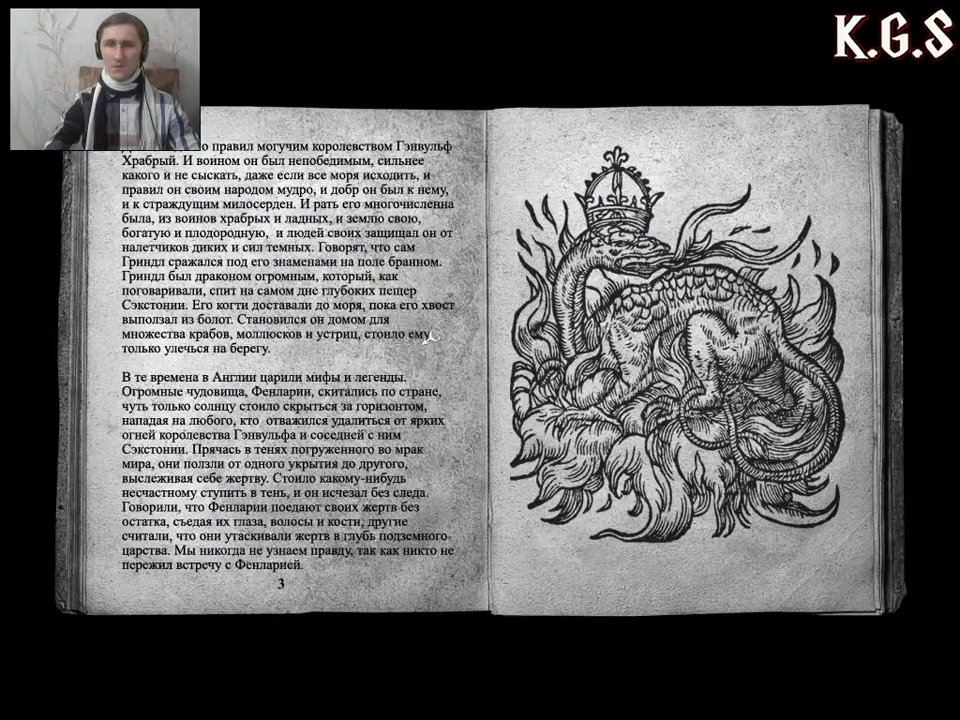 K.G.S
правил могучим королевством Гэнвульф
Храбрый. И воином он был непобедимым, сильнее
какого и не сыскать, даже если все моря исходить, и
правил он своим народом мудро, и добр он был к нему,
и к страждущим милосерден. И рать его многочисленна
была, из воинов храбрых и ладных, и землю свою,
богатую и плодородную, и людей своих защищал он от
налетчиков диких и сил темных. Говорят, что сам
Гриндл сражался под его знаменами на поле бранном.
Гриндл был драконом огромным, который, как
поговаривали, спит на самом дне глубоких пещер
Сэкстонии. Его когти доставали до моря, пока его хвост
выползал из болот. Становился он домом для
множества крабов, моллюсков и устриц, стоило ему
только улечься на берегу.
В те времена в Англии царили мифы и легенды.
Огромные чудовища, Фенларии, скитались по стране,
чуть только солнцу стоило скрыться за горизонтом,
нападая на любого, кто отважился удалиться от ярких
огней королевства Гэнвульфа и соседней с ним
Сэкстонии. Прячась в тенях погруженного во мрак
мира, они ползли от одного укрытия до другого,
выслеживая себе жертву. Стоило какому-нибудь
несчастному ступить в тень, и он исчезал без следа.
Говорили, что Фенларии поедают своих жертв без
остатка, съедая их глаза, волосы и кости, другие
считали, что они утаскивали жертв в глубь подземного
царства. Мы никогда не узнаем правду, так как никто не
пережил встречу с Фенларией.
3